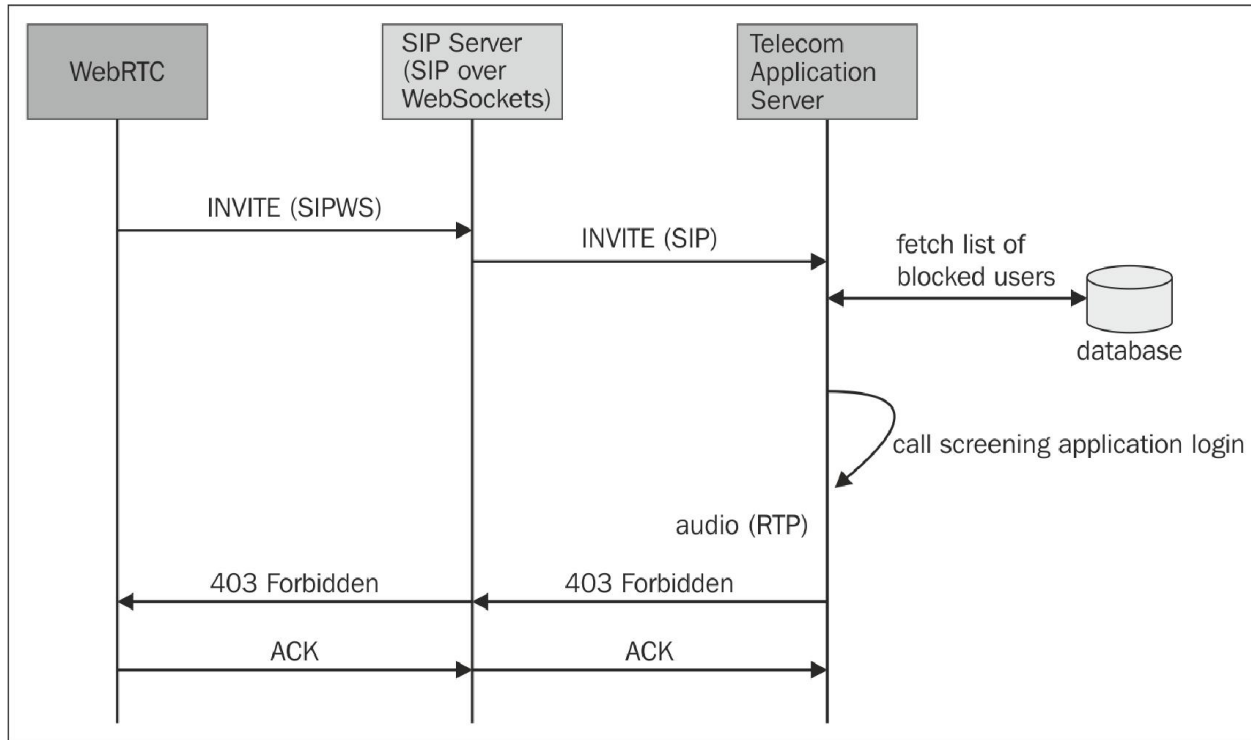 WebRTC
SIP Server
(SIP over
WebSockets)
Telecom
Application
Server
INVITE (SIPWS)
INVITE (SIP)
fetch list of
blocked users
database
call screening application login
audio (RTP)
403 Forbidden
403 Forbidden
ACK
ACK